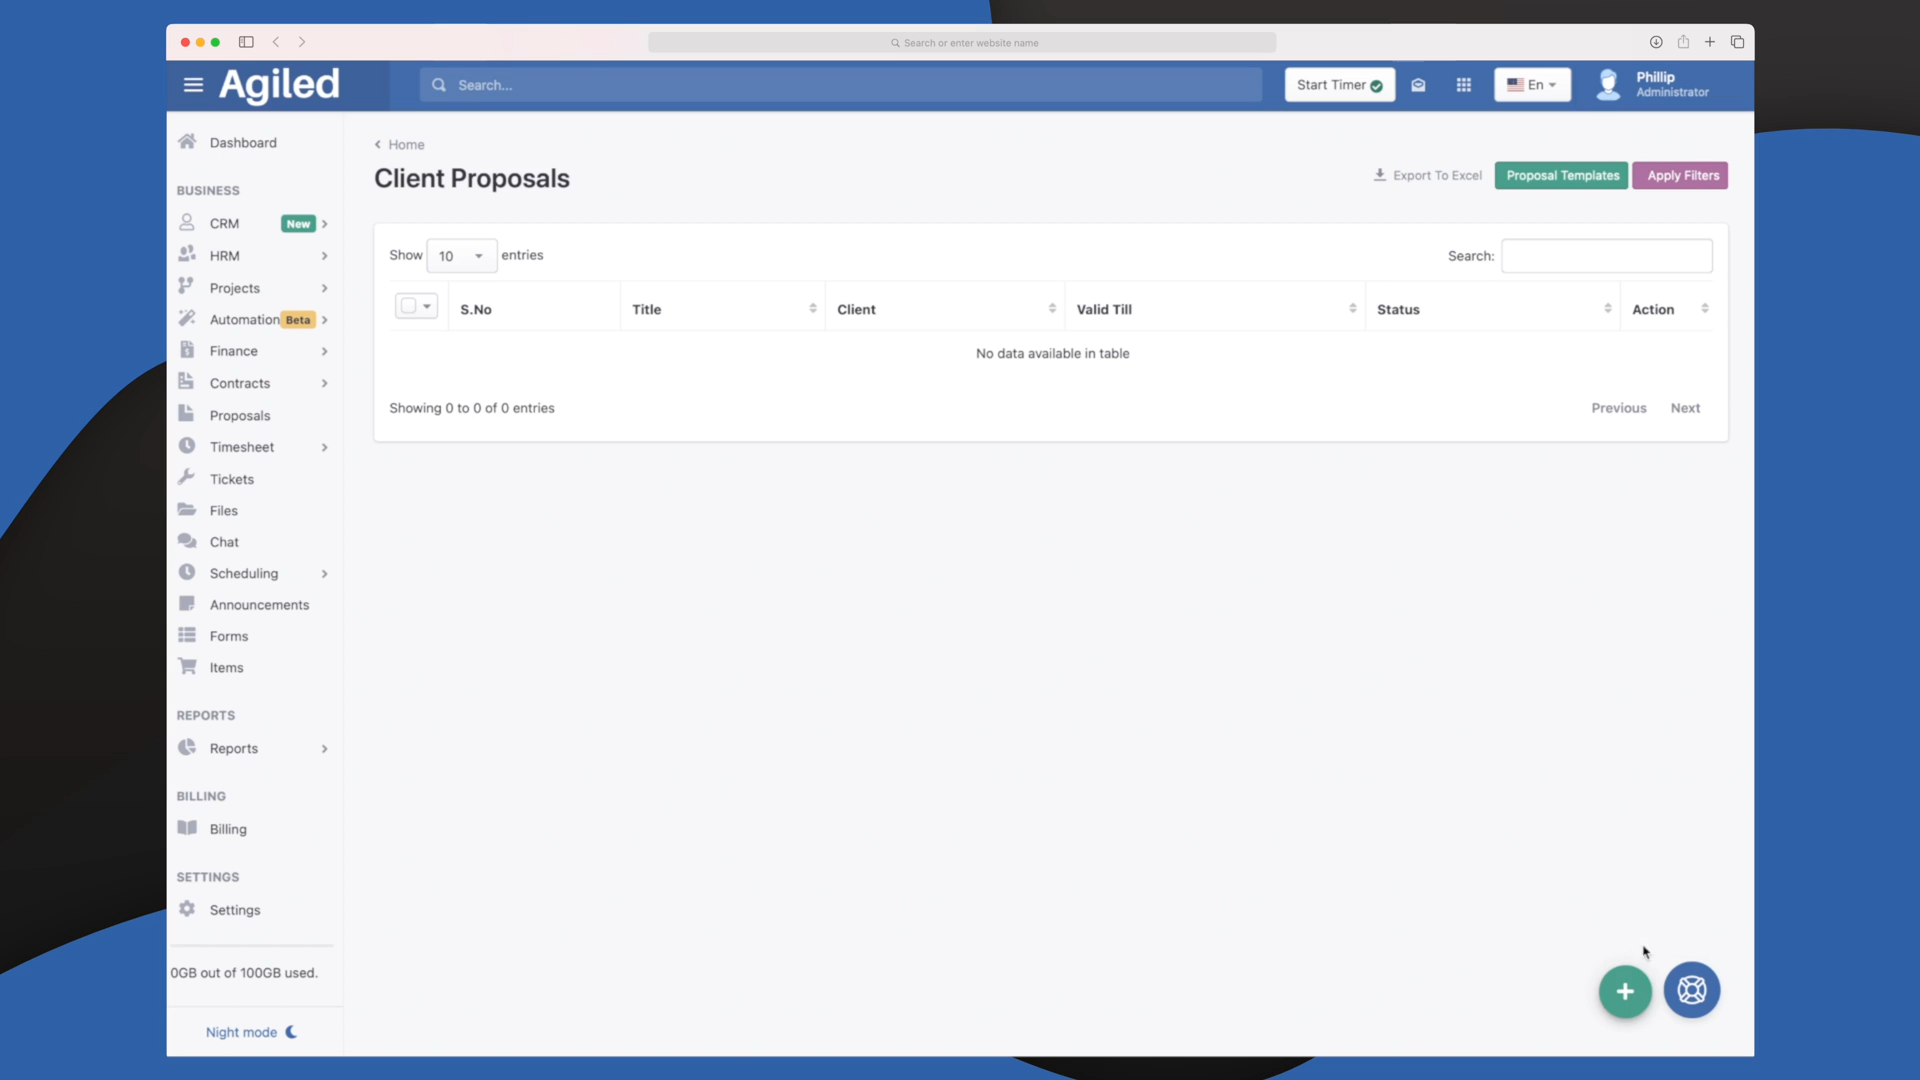 Search or enter website name
Agiled
Search...
Start Timer
En
Phillip
Administrator
Dashboard
BUSINESS
CRM New
HRM
Projects
Automation Beta
Finance
Contracts
Proposals
Timesheet
Tickets
Files
Chat
Scheduling
Announcements
Forms
Items
REPORTS
Reports
BILLING
Billing
SETTINGS
Settings
0GB out of 100GB used.
Night mode
Home
Client Proposals
Export To Excel
Proposal Templates
Apply Filters
Show 10 entries
Search:
S.No Title Client Valid Till Status Action
No data available in table
Showing 0 to 0 of 0 entries
Previous Next